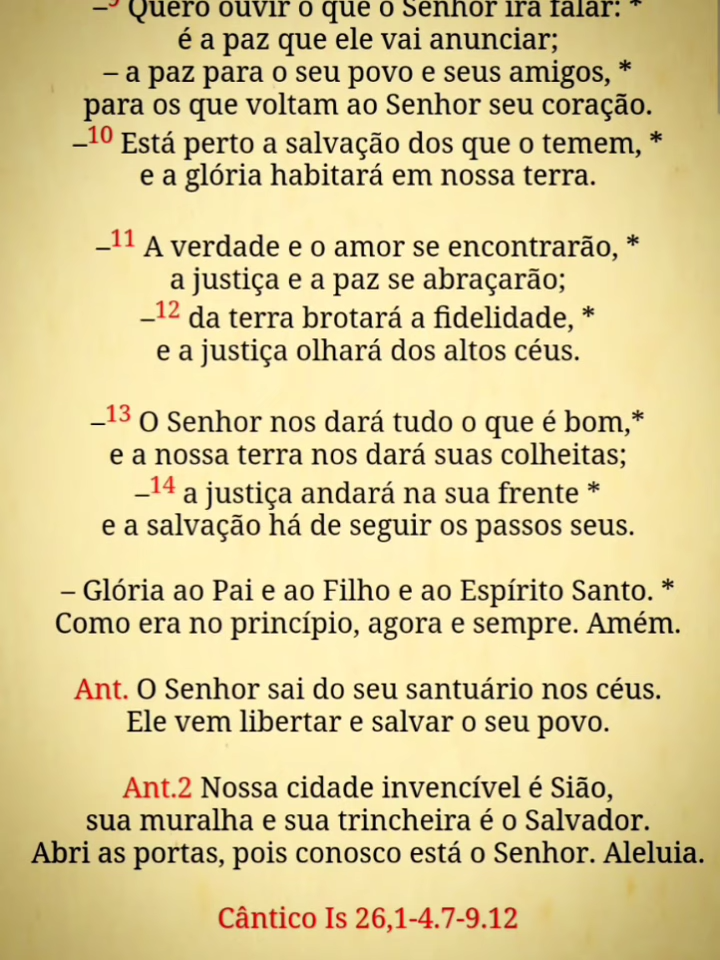 –9 Quero ouvir o que o Senhor irá falar: *
é a paz que ele vai anunciar;
– a paz para o seu povo e seus amigos, *
para os que voltam ao Senhor seu coração.
–10 Está perto a salvação dos que o temem, *
e a glória habitará em nossa terra.
–11 A verdade e o amor se encontrarão, *
a justiça e a paz se abraçarão;
–12 da terra brotará a fidelidade, *
e a justiça olhará dos altos céus.
–13 O Senhor nos dará tudo o que é bom,*
e a nossa terra nos dará suas colheitas;
–14 a justiça andará na sua frente *
e a salvação há de seguir os passos seus.
– Glória ao Pai e ao Filho e ao Espírito Santo. *
Como era no princípio, agora e sempre. Amém.
Ant. O Senhor sai do seu santuário nos céus.
Ele vem libertar e salvar o seu povo.
Ant.2 Nossa cidade invencível é Sião,
sua muralha e sua trincheira é o Salvador.
Abri as portas, pois conosco está o Senhor. Aleluia.
Cântico Is 26,1-4.7-9.12